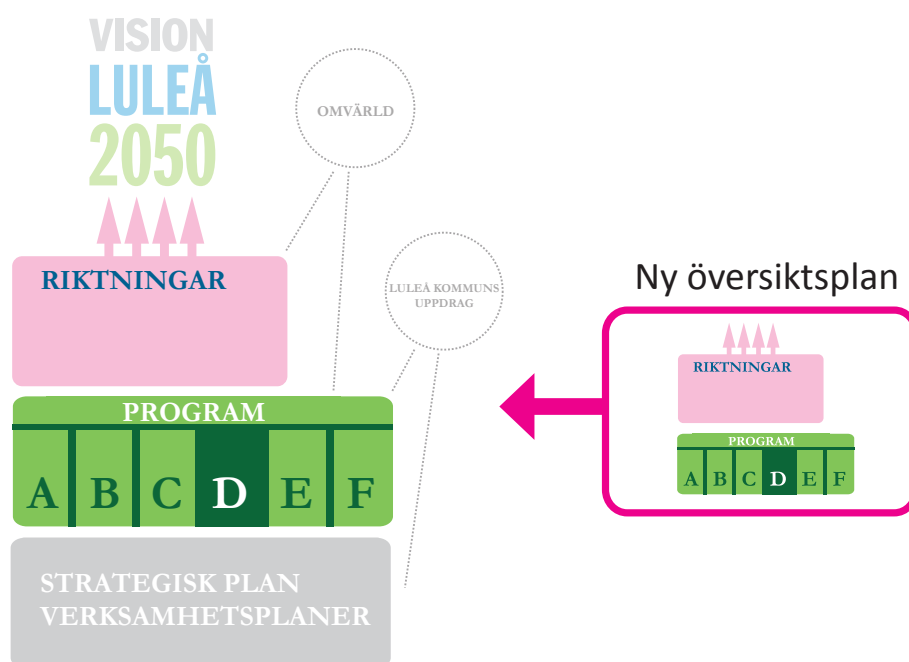 VISION
LULEÅ
2050
OMVÄRLD
RIKTNINGAR
LULEÅ KOMMUNS
UPPDRAG
PROGRAM
A B C D E F
STRATEGISK PLAN
VERKSAMHETSPLANER
Ny översiktsplan
RIKTNINGAR
PROGRAM
A B C D E F